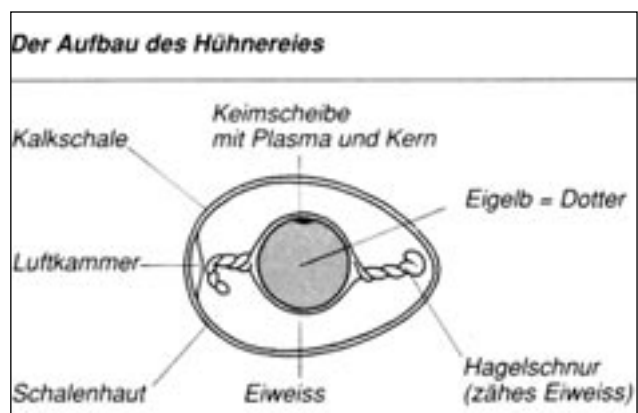 Der Aufbau des Hühnereies
Keimscheibe
mit Plasma und Kern
Kalkschale
Eigelb = Dotter
Luftkammer
Hagelschnur
(zähes Eiweiss)
Schalenhaut
Eiweiss